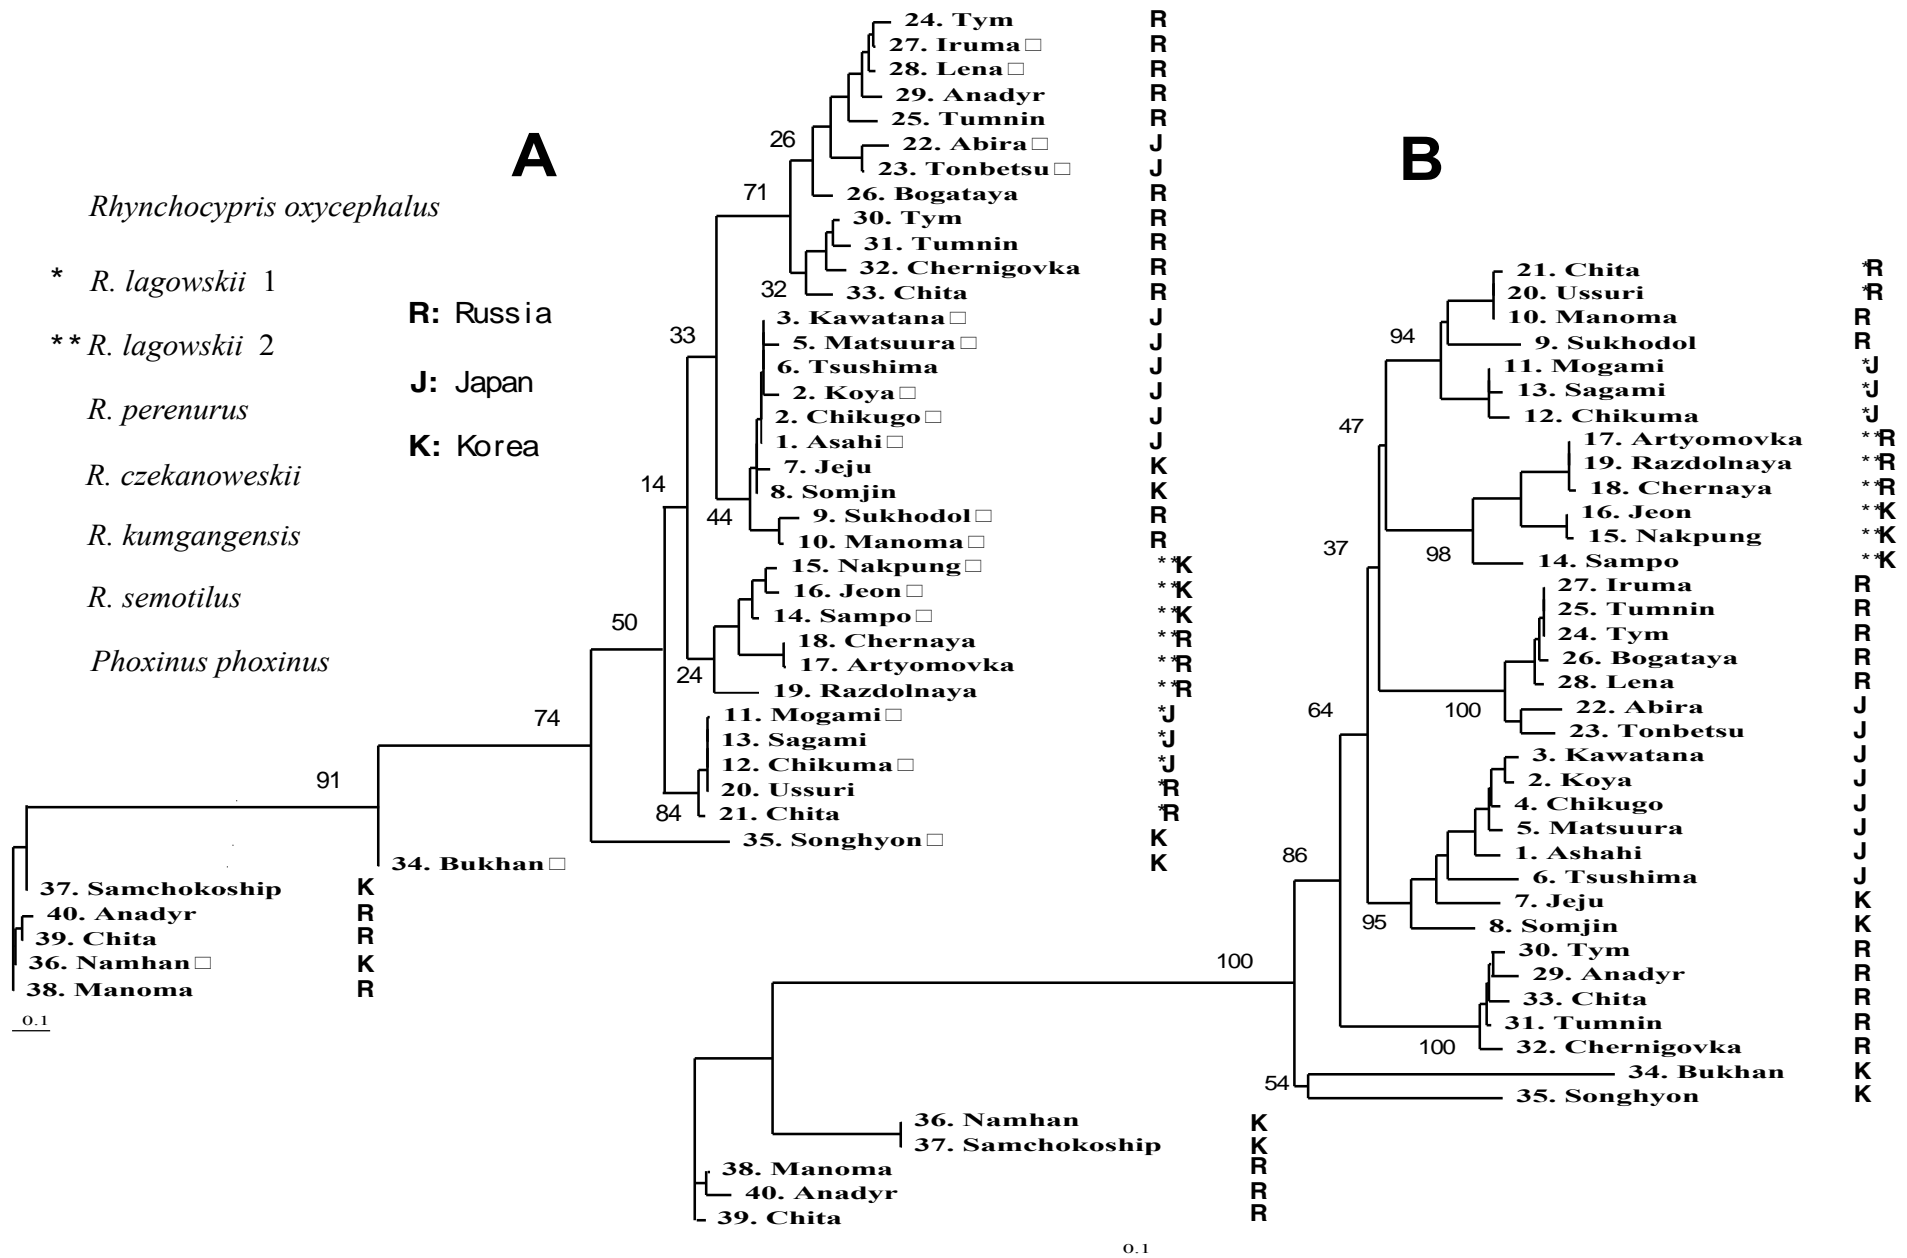 A
B
Rhynchocypris oxycephalus
* R. lagowskii 1
** R. lagowskii 2
R. perenurus
R. czekanoweskii
R. kumgangensis
R. semotilus
Phoxinus phoxinus
R: Russia
J: Japan
K: Korea
24. Tym R
27. Iruma□ R
28. Lena□ R
29. Anadyr R
25. Tumnin R
22. Abira□ J
23. Tonbetsu□ J
26. Bogataya R
30. Tym R
31. Tumnin R
32. Chernigovka R
33. Chita R
3. Kawatana□ J
5. Matsuura□ J
6. Tsushima J
2. Koya□ J
2. Chikugo□ J
1. Asahi□ J
7. Jeju K
8. Somjin K
9. Sukhodol□ R
10. Manoma□ R
15. Nakpung□ **K
16. Jeon□ **K
14. Sampo□ **K
18. Chernaya **R
17. Artyomovka **R
19. Razdolnaya **R
11. Mogami□ *J
13. Sagami *J
12. Chikuma□ *J
20. Ussuri *R
21. Chita *R
35. Songhyon□ K
34. Bukhan□ K
37. Samchokoship K
40. Anadyr R
39. Chita R
36. Namhan□ K
38. Manoma R
0.1
26
71
32
33
14
44
50
24
74
84
91
21. Chita *R
20. Ussuri *R
10. Manoma R
9. Sukhodol R
11. Mogami *J
13. Sagami *J
12. Chikuma *J
17. Artyomovka **R
19. Razdolnaya **R
18. Chernaya **R
16. Jeon **K
15. Nakpung **K
14. Sampo **K
27. Iruma R
25. Tumnin R
24. Tym R
26. Bogataya R
28. Lena R
22. Abira J
23. Tonbetsu J
3. Kawatana J
2. Koya J
4. Chikugo J
5. Matsuura J
1. Ashahi J
6. Tsushima J
7. Jeju K
8. Somjin K
30. Tym R
29. Anadyr R
33. Chita R
31. Tumnin R
32. Chernigovka R
34. Bukhan K
35. Songhyon K
36. Namhan K
37. Samchokoship K
38. Manoma R
40. Anadyr R
39. Chita R
0.1
94
47
98
37
100
64
86
95
100
100
54